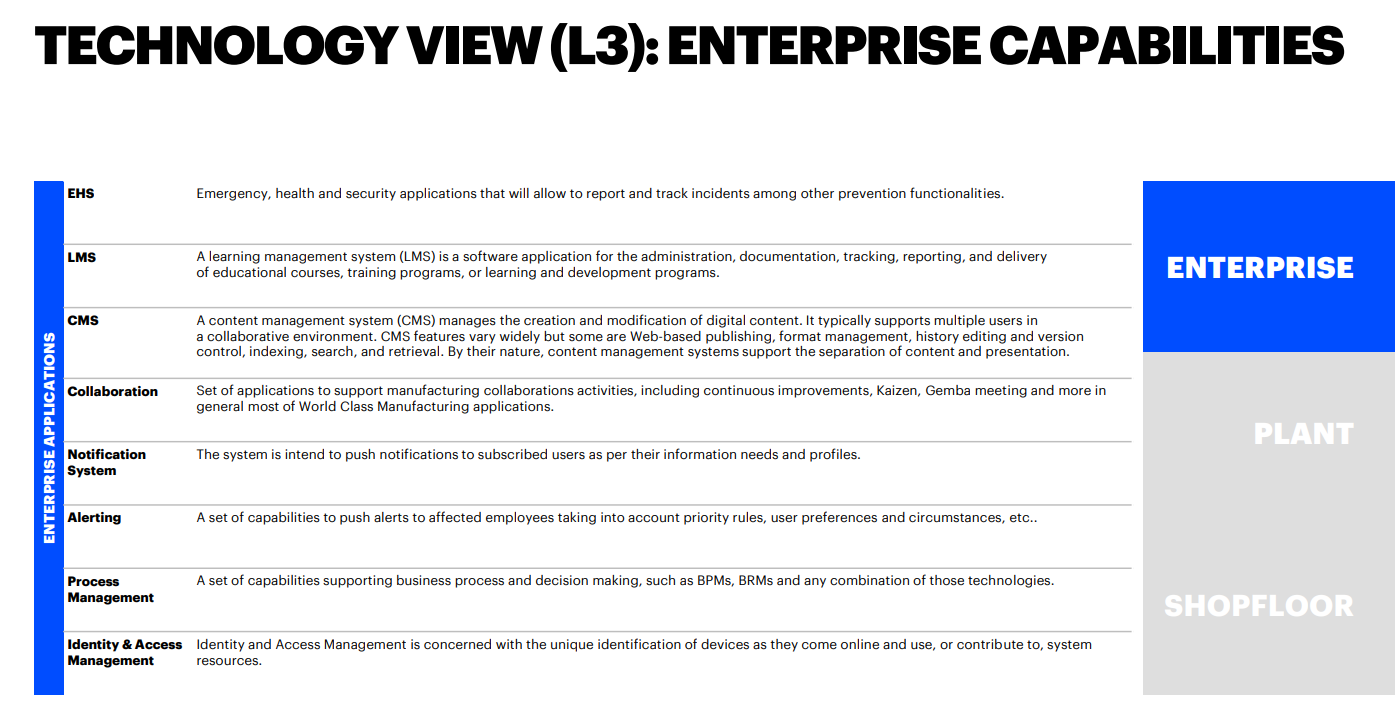 TECHNOLOGY VIEW (L3): ENTERPRISE CAPABILITIES
ENTERPRISE APPLICATIONS
EHS
Emergency, health and security applications that will allow to report and track incidents among other prevention functionalities.
LMS
A learning management system (LMS) is a software application for the administration, documentation, tracking, reporting, and delivery
of educational courses, training programs, or learning and development programs.
CMS
A content management system (CMS) manages the creation and modification of digital content. It typically supports multiple users in
a collaborative environment. CMS features vary widely but some are Web-based publishing, format management, history editing and version
control, indexing, search, and retrieval. By their nature, content management systems support the separation of content and presentation.
Collaboration
Set of applications to support manufacturing collaborations activities, including continuous improvements, Kaizen, Gemba meeting and more in
general most of World Class Manufacturing applications.
Notification
System
The system is intend to push notifications to subscribed users as per their information needs and profiles.
Alerting
A set of capabilities to push alerts to affected employees taking into account priority rules, user preferences and circumstances, etc..
Process
Management
A set of capabilities supporting business process and decision making, such as BPMs, BRMs and any combination of those technologies.
Identity & Access
Management
Identity and Access Management is concerned with the unique identification of devices as they come online and use, or contribute to, system
resources.
ENTERPRISE
PLANT
SHOPFLOOR